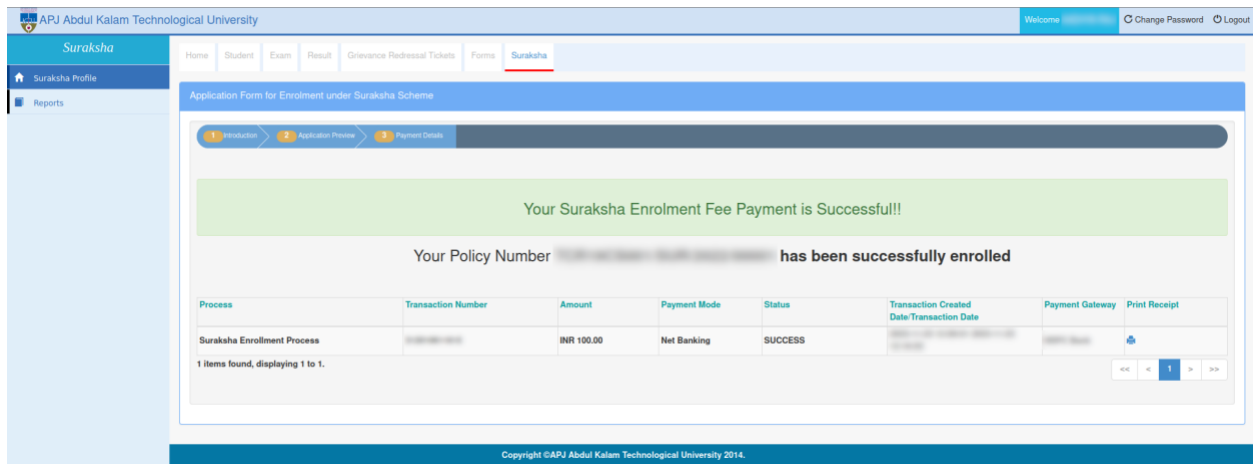 APJ Abdul Kalam Technological University
Welcome
Change Password
Logout
Suraksha
Home Student Exam Result Grievance Redressal Tickets Forms Suraksha
Suraksha Profile
Reports
Application Form for Enrolment under Suraksha Scheme
1 Introduction 2 Application Preview 3 Payment Details
Your Suraksha Enrolment Fee Payment is Successful!!
Your Policy Number has been successfully enrolled
Process Transaction Number Amount Payment Mode Status Transaction Created Payment Gateway Print Receipt
Date/Transaction Date
Suraksha Enrollment Process INR 100.00 Net Banking SUCCESS
1 items found, displaying 1 to 1.
<< < 1 > >>
Copyright ©APJ Abdul Kalam Technological University 2014.